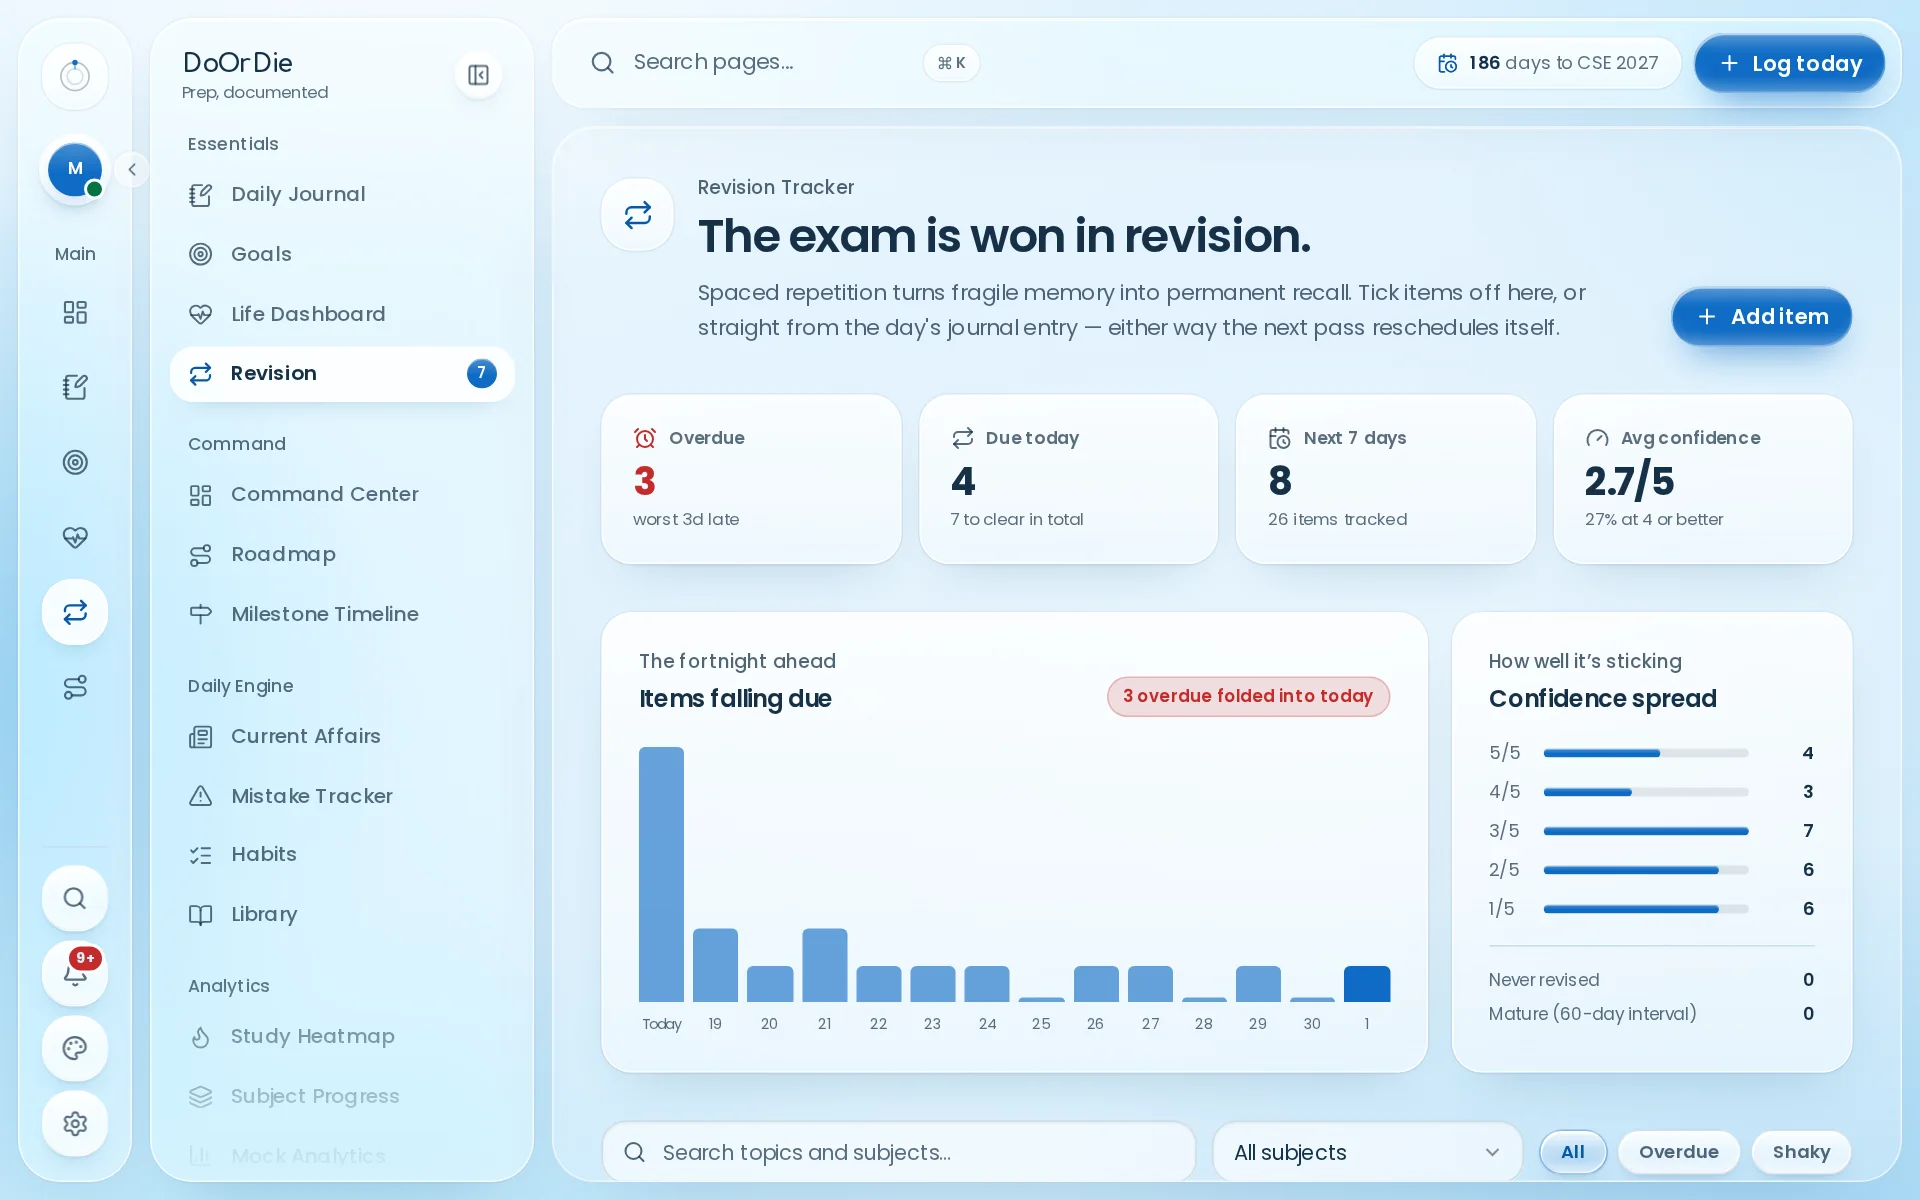 M
Main
9+
DoOrDie
Prep, documented
Essentials
Daily Journal
Goals
Life Dashboard
Revision 7
Command
Command Center
Roadmap
Milestone Timeline
Daily Engine
Current Affairs
Mistake Tracker
Habits
Library
Analytics
Study Heatmap
Subject Progress
Mock Analytics
Search pages... ⌘ K
186 days to CSE 2027
+ Log today
Revision Tracker
The exam is won in revision.
Spaced repetition turns fragile memory into permanent recall. Tick items off here, or
straight from the day's journal entry — either way the next pass reschedules itself.
+ Add item
Overdue
3
worst 3d late
Due today
4
7 to clear in total
Next 7 days
8
26 items tracked
Avg confidence
2.7/5
27% at 4 or better
The fortnight ahead
Items falling due
3 overdue folded into today
Today 19 20 21 22 23 24 25 26 27 28 29 30 1
How well it’s sticking
Confidence spread
5/5 4
4/5 3
3/5 7
2/5 6
1/5 6
Never revised 0
Mature (60-day interval) 0
Search topics and subjects...
All subjects
All
Overdue
Shaky